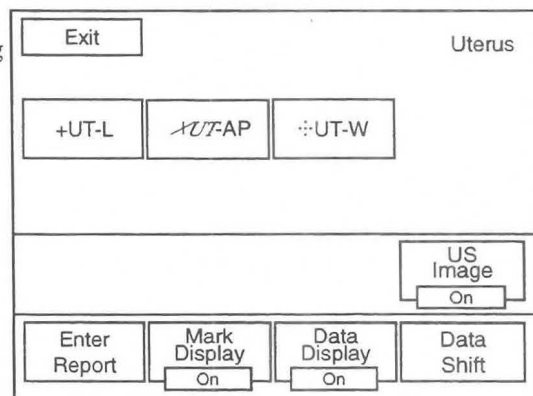 Exit
Uterus
+UT-L
×UT-AP
⁘UT-W
US
Image
On
Enter
Report
Mark
Display
On
Data
Display
On
Data
Shift